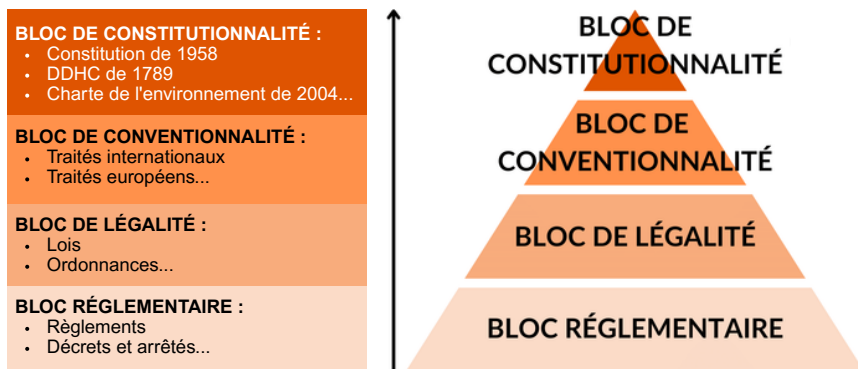 BLOC DE CONSTITUTIONNALITÉ :
• Constitution de 1958
• DDHC de 1789
• Charte de l'environnement de 2004...
BLOC DE CONVENTIONNALITÉ :
• Traités internationaux
• Traités européens...
BLOC DE LÉGALITÉ :
• Lois
• Ordonnances...
BLOC RÉGLEMENTAIRE :
• Règlements
• Décrets et arrêtés...
BLOC DE
CONSTITUTIONNALITÉ
BLOC DE
CONVENTIONNALITÉ
BLOC DE LÉGALITÉ
BLOC RÉGLEMENTAIRE